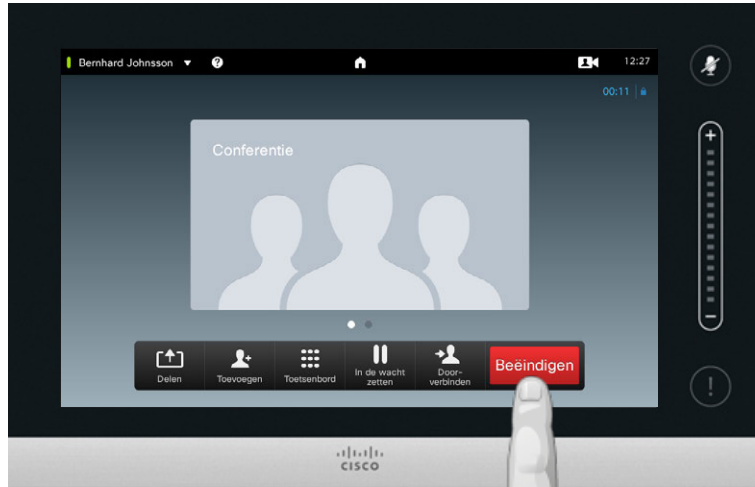 Bernhard Johnsson
?
12:27
00:11
Conferentie
Delen
Toevoegen
Toetsenbord
In de wacht
zetten
Door-
verbinden
Beëindigen
+
-
!
CISCO